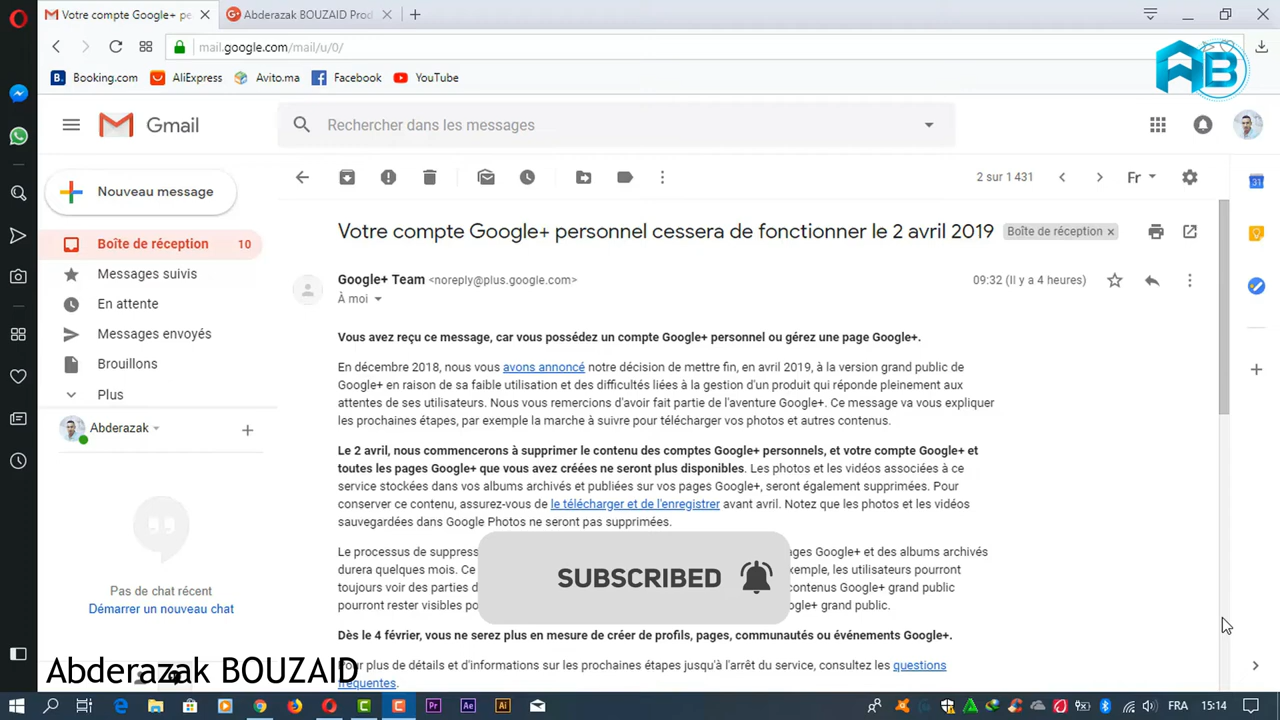 Votre compte Google+ pe
Abderazak BOUZAID Prod
mail.google.com/mail/u/0/
Booking.com
AliExpress
Avito.ma
Facebook
YouTube
AB
Gmail
Rechercher dans les messages
Nouveau message
2 sur 1 431
Fr
Boîte de réception 10
Messages suivis
En attente
Messages envoyés
Brouillons
Plus
Abderazak
Pas de chat récent
Démarrer un nouveau chat
Votre compte Google+ personnel cessera de fonctionner le 2 avril 2019
Boîte de réception x
Google+ Team <noreply@plus.google.com>
09:32 (Il y a 4 heures)
À moi
Vous avez reçu ce message, car vous possédez un compte Google+ personnel ou gérez une page Google+.
En décembre 2018, nous vous avons annoncé notre décision de mettre fin, en avril 2019, à la version grand public de
Google+ en raison de sa faible utilisation et des difficultés liées à la gestion d'un produit qui réponde pleinement aux
attentes de ses utilisateurs. Nous vous remercions d'avoir fait partie de l'aventure Google+. Ce message va vous expliquer
les prochaines étapes, par exemple la marche à suivre pour télécharger vos photos et autres contenus.
Le 2 avril, nous commencerons à supprimer le contenu des comptes Google+ personnels, et votre compte Google+ et
toutes les pages Google+ que vous avez créées ne seront plus disponibles. Les photos et les vidéos associées à ce
service stockées dans vos albums archivés et publiées sur vos pages Google+, seront également supprimées. Pour
conserver ce contenu, assurez-vous de le télécharger et de l'enregistrer avant avril. Notez que les photos et les vidéos
sauvegardées dans Google Photos ne seront pas supprimées.
Le processus de suppress ages Google+ et des albums archivés
durera quelques mois. Ce exemple, les utilisateurs pourront
toujours voir des parties d contenus Google+ grand public
pourront rester visibles po ogle+ grand public.
SUBSCRIBED
Dès le 4 février, vous ne serez plus en mesure de créer de profils, pages, communautés ou événements Google+.
Pour plus de détails et d'informations sur les prochaines étapes jusqu'à l'arrêt du service, consultez les questions
fréquentes.
Abderazak BOUZAID
31
Pr
Ae
Ai
FRA
15:14